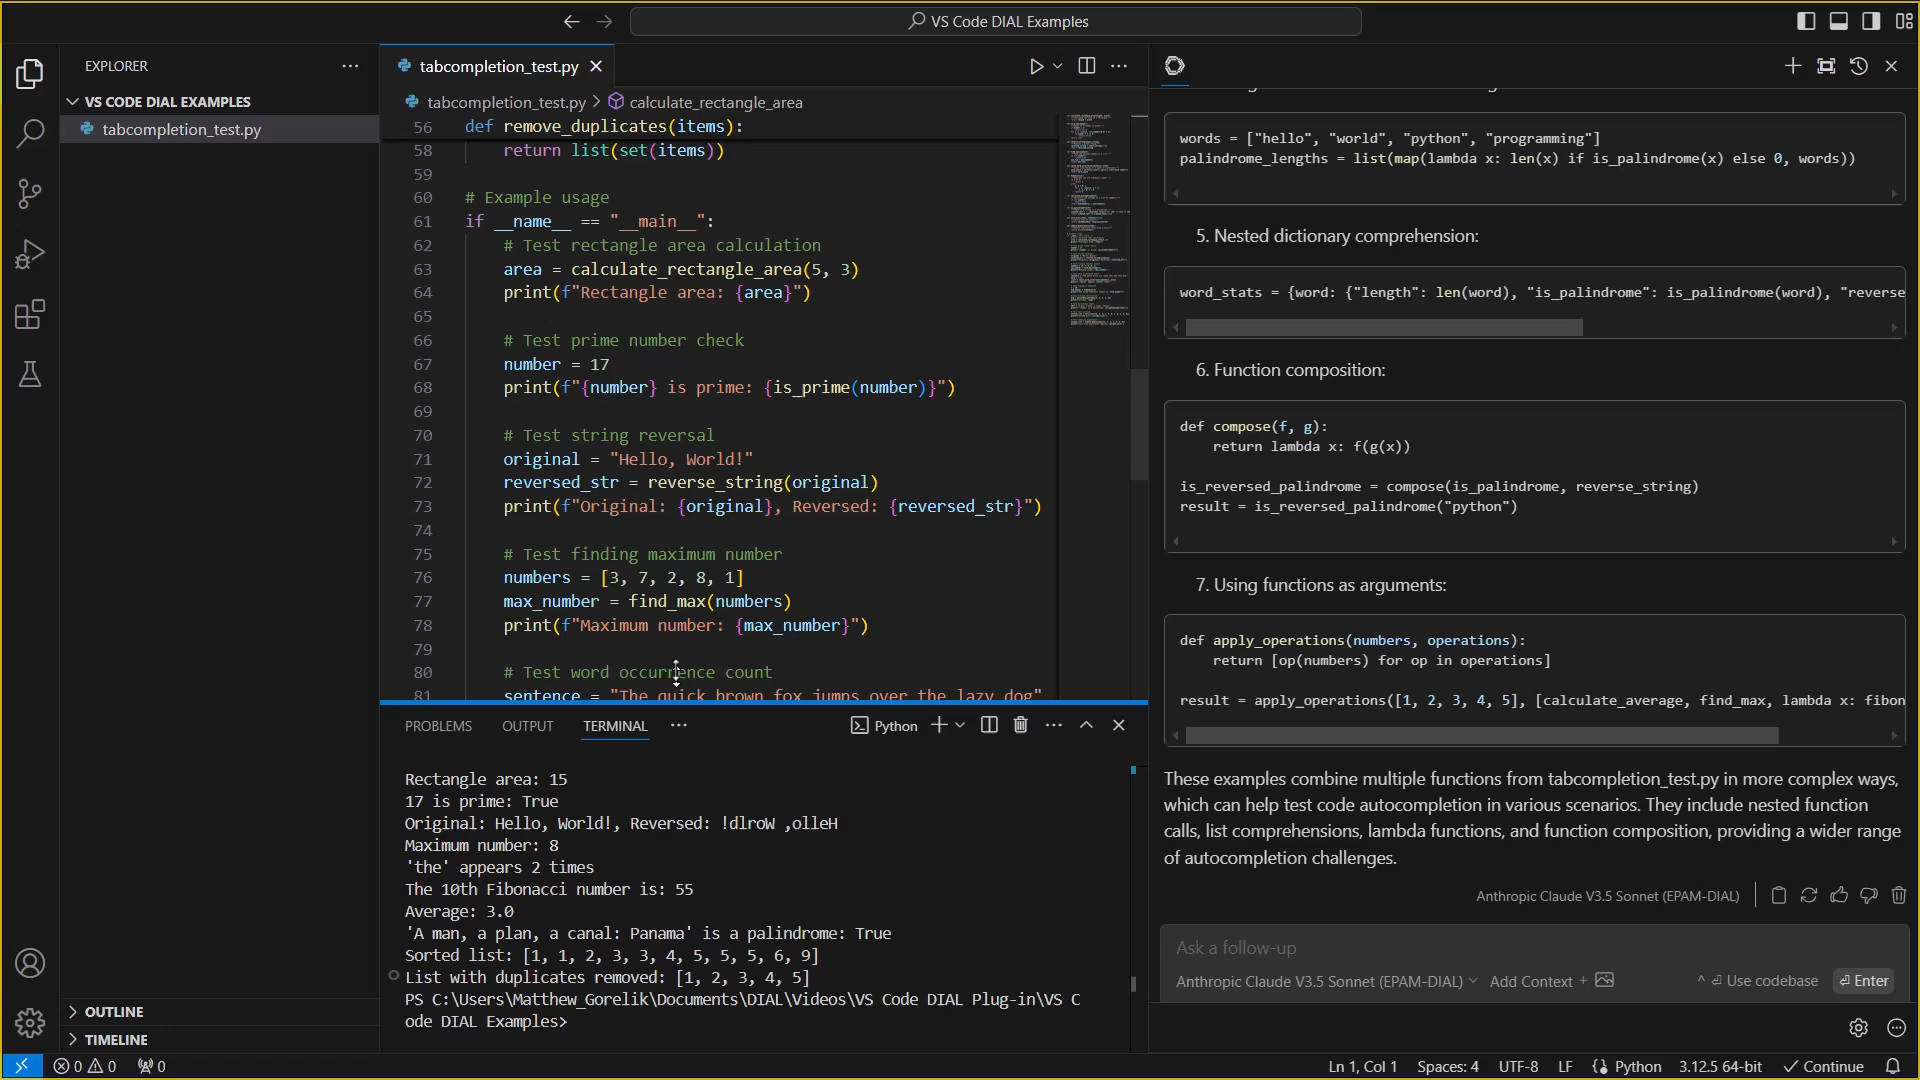 VS Code DIAL Examples
EXPLORER
VS CODE DIAL EXAMPLES
tabcompletion_test.py
OUTLINE
TIMELINE
tabcompletion_test.py
tabcompletion_test.py > calculate_rectangle_area
56 def remove_duplicates(items):
58 return list(set(items))
59
60 # Example usage
61 if __name__ == "__main__":
62 # Test rectangle area calculation
63 area = calculate_rectangle_area(5, 3)
64 print(f"Rectangle area: {area}")
65
66 # Test prime number check
67 number = 17
68 print(f"{number} is prime: {is_prime(number)}")
69
70 # Test string reversal
71 original = "Hello, World!"
72 reversed_str = reverse_string(original)
73 print(f"Original: {original}, Reversed: {reversed_str}")
74
75 # Test finding maximum number
76 numbers = [3, 7, 2, 8, 1]
77 max_number = find_max(numbers)
78 print(f"Maximum number: {max_number}")
79
80 # Test word occurrence count
81 sentence = "The quick brown fox jumps over the lazy dog"
PROBLEMS OUTPUT TERMINAL
Python
Rectangle area: 15
17 is prime: True
Original: Hello, World!, Reversed: !dlroW ,olleH
Maximum number: 8
'the' appears 2 times
The 10th Fibonacci number is: 55
Average: 3.0
'A man, a plan, a canal: Panama' is a palindrome: True
Sorted list: [1, 1, 2, 3, 3, 4, 5, 5, 5, 6, 9]
List with duplicates removed: [1, 2, 3, 4, 5]
PS C:\Users\Matthew_Gorelik\Documents\DIAL\Videos\VS Code DIAL Plug-in\VS C
ode DIAL Examples>
words = ["hello", "world", "python", "programming"]
palindrome_lengths = list(map(lambda x: len(x) if is_palindrome(x) else 0, words))
5. Nested dictionary comprehension:
word_stats = {word: {"length": len(word), "is_palindrome": is_palindrome(word), "reverse
6. Function composition:
def compose(f, g):
return lambda x: f(g(x))
is_reversed_palindrome = compose(is_palindrome, reverse_string)
result = is_reversed_palindrome("python")
7. Using functions as arguments:
def apply_operations(numbers, operations):
return [op(numbers) for op in operations]
result = apply_operations([1, 2, 3, 4, 5], [calculate_average, find_max, lambda x: fibon
These examples combine multiple functions from tabcompletion_test.py in more complex ways,
which can help test code autocompletion in various scenarios. They include nested function
calls, list comprehensions, lambda functions, and function composition, providing a wider range
of autocompletion challenges.
Anthropic Claude V3.5 Sonnet (EPAM-DIAL)
Ask a follow-up
Anthropic Claude V3.5 Sonnet (EPAM-DIAL) Add Context + ^ ⏎ Use codebase ⏎ Enter
0 0 0 Ln 1, Col 1 Spaces: 4 UTF-8 LF Python 3.12.5 64-bit Continue